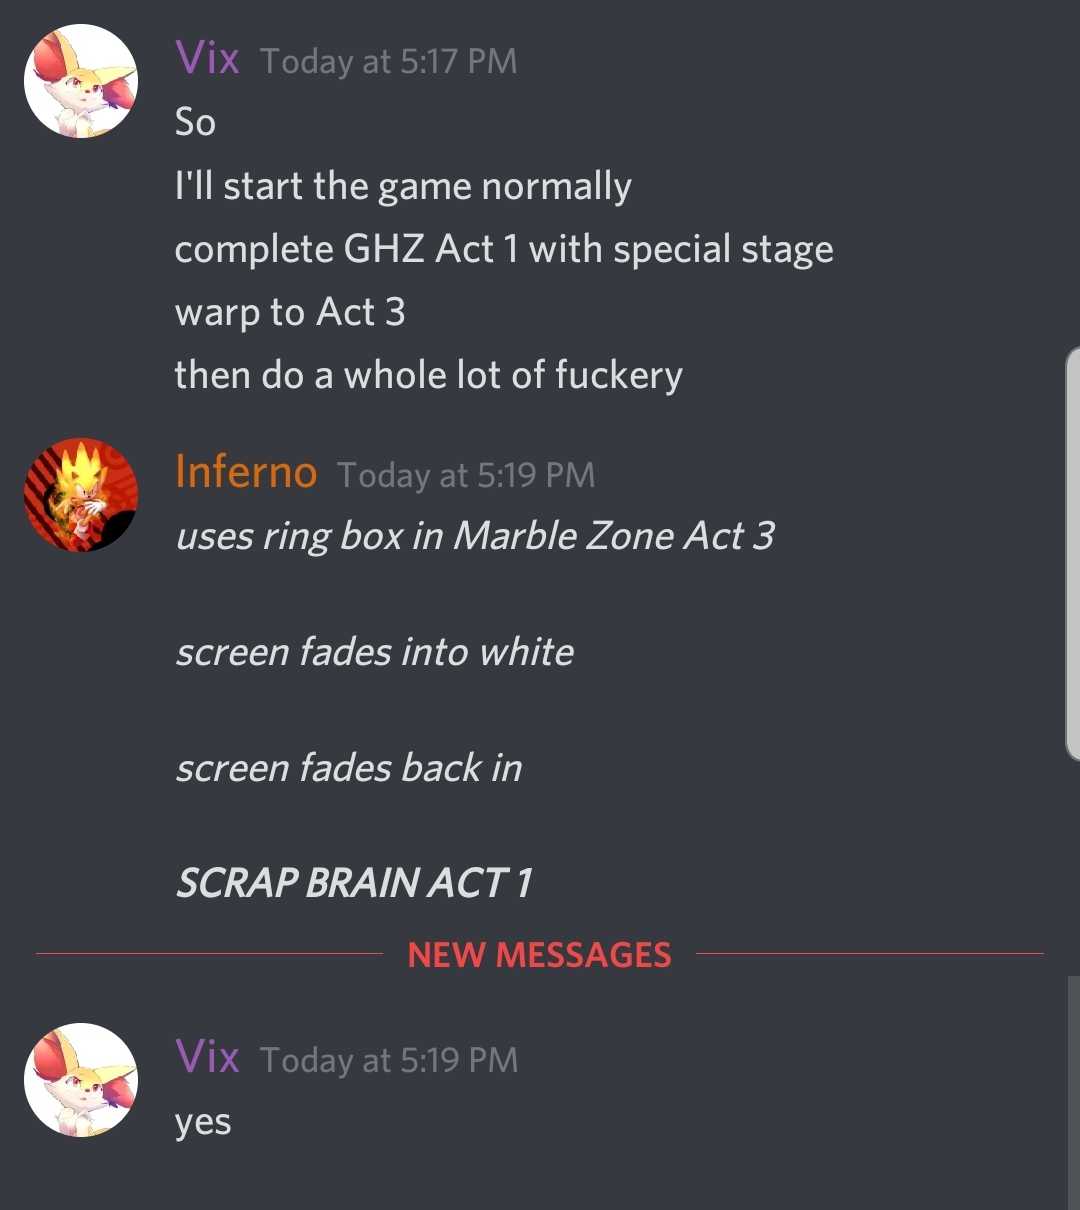 Vix Today at 5:17 PM
So
I'll start the game normally
complete GHZ Act 1 with special stage
warp to Act 3
then do a whole lot of fuckery
Inferno Today at 5:19 PM
uses ring box in Marble Zone Act 3
screen fades into white
screen fades back in
SCRAP BRAIN ACT 1
NEW MESSAGES
Vix Today at 5:19 PM
yes